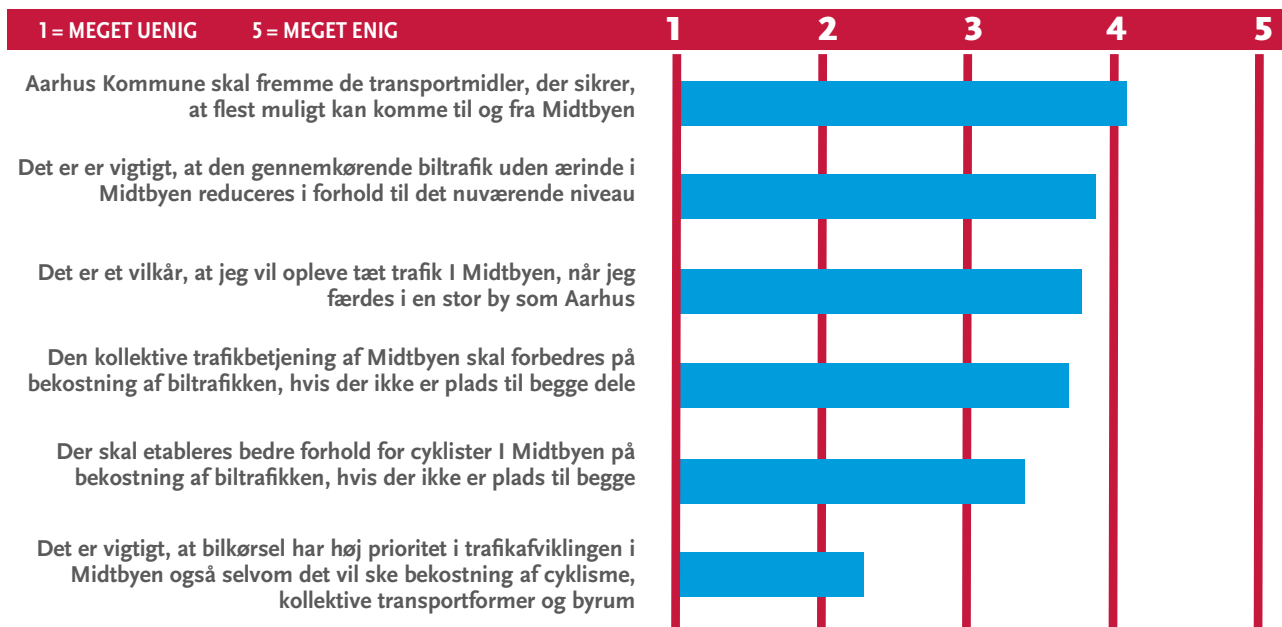 1 = MEGET UENIG 5 = MEGET ENIG 1 2 3 4 5
Aarhus Kommune skal fremme de transportmidler, der sikrer,
at flest muligt kan komme til og fra Midtbyen
Det er er vigtigt, at den gennemkørende biltrafik uden ærinde i
Midtbyen reduceres i forhold til det nuværende niveau
Det er et vilkår, at jeg vil opleve tæt trafik I Midtbyen, når jeg
færdes i en stor by som Aarhus
Den kollektive trafikbetjening af Midtbyen skal forbedres på
bekostning af biltrafikken, hvis der ikke er plads til begge dele
Der skal etableres bedre forhold for cyklister I Midtbyen på
bekostning af biltrafikken, hvis der ikke er plads til begge
Det er vigtigt, at bilkørsel har høj prioritet i trafikafviklingen i
Midtbyen også selvom det vil ske bekostning af cyklisme,
kollektive transportformer og byrum